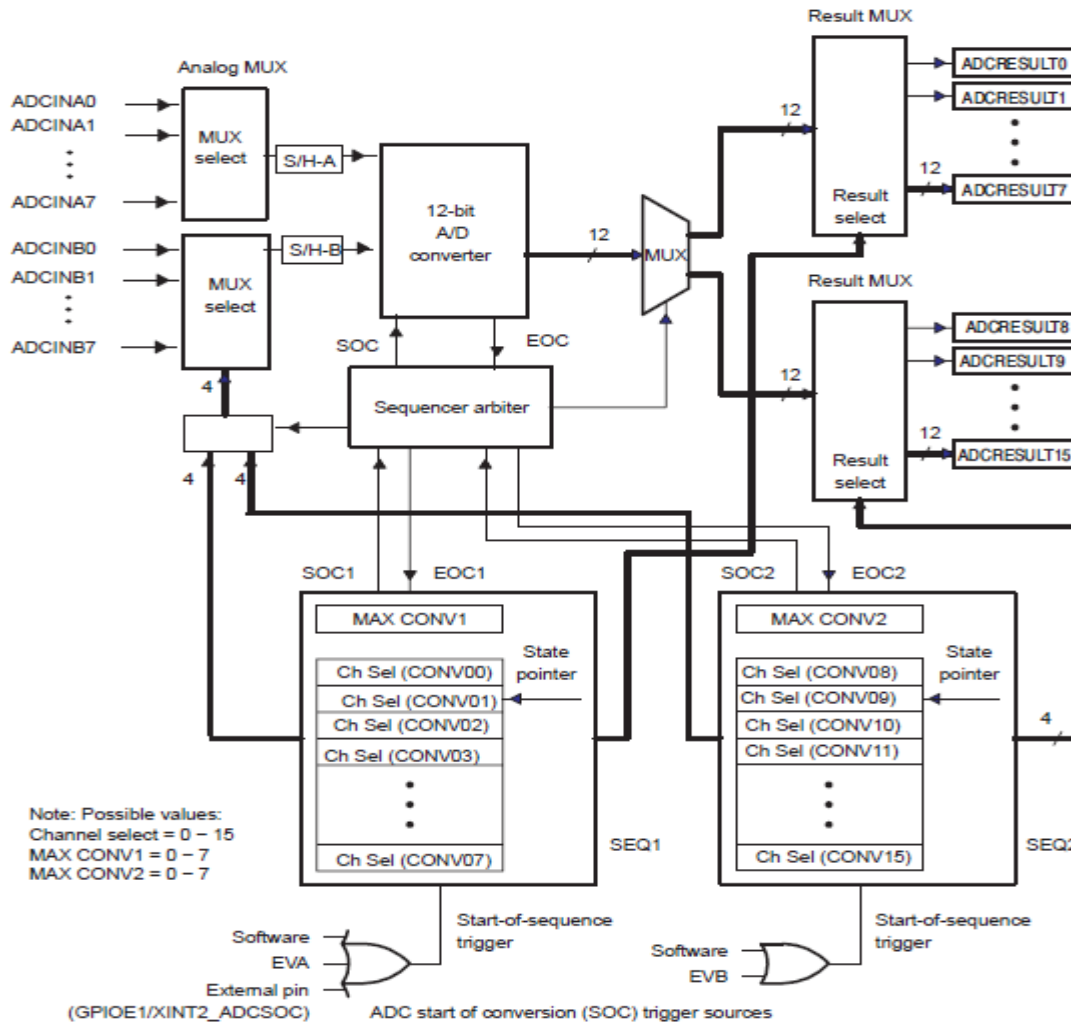 Result MUX
Analog MUX
ADCINA0
ADCINA1
ADCINA7
MUX
select
S/H-A
ADCINB0
ADCINB1
ADCINB7
MUX
select
S/H-B
12-bit
A/D
converter
12
MUX
12
Result
select
ADCRESULT0
ADCRESULT1
12
ADCRESULT7
Result MUX
12
Result
select
ADCRESULT8
ADCRESULT9
12
ADCRESULT15
SOC
EOC
Sequencer arbiter
4
4
4
SOC1
EOC1
SOC2
EOC2
MAX CONV1
State
pointer
Ch Sel (CONV00)
Ch Sel (CONV01)
Ch Sel (CONV02)
Ch Sel (CONV03)
Ch Sel (CONV07)
SEQ1
MAX CONV2
State
pointer
Ch Sel (CONV08)
Ch Sel (CONV09)
Ch Sel (CONV10)
Ch Sel (CONV11)
Ch Sel (CONV15)
4
SEQ2
Note: Possible values:
Channel select = 0 – 15
MAX CONV1 = 0 – 7
MAX CONV2 = 0 – 7
Start-of-sequence
trigger
Software
EVA
External pin
(GPIOE1/XINT2_ADCSOC)
Start-of-sequence
trigger
Software
EVB
ADC start of conversion (SOC) trigger sources